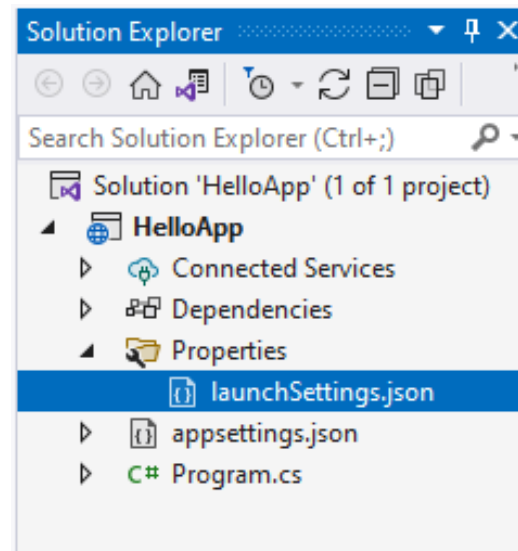 Solution Explorer
Search Solution Explorer (Ctrl+;)
Solution 'HelloApp' (1 of 1 project)
HelloApp
Connected Services
Dependencies
Properties
launchSettings.json
appsettings.json
C# Program.cs